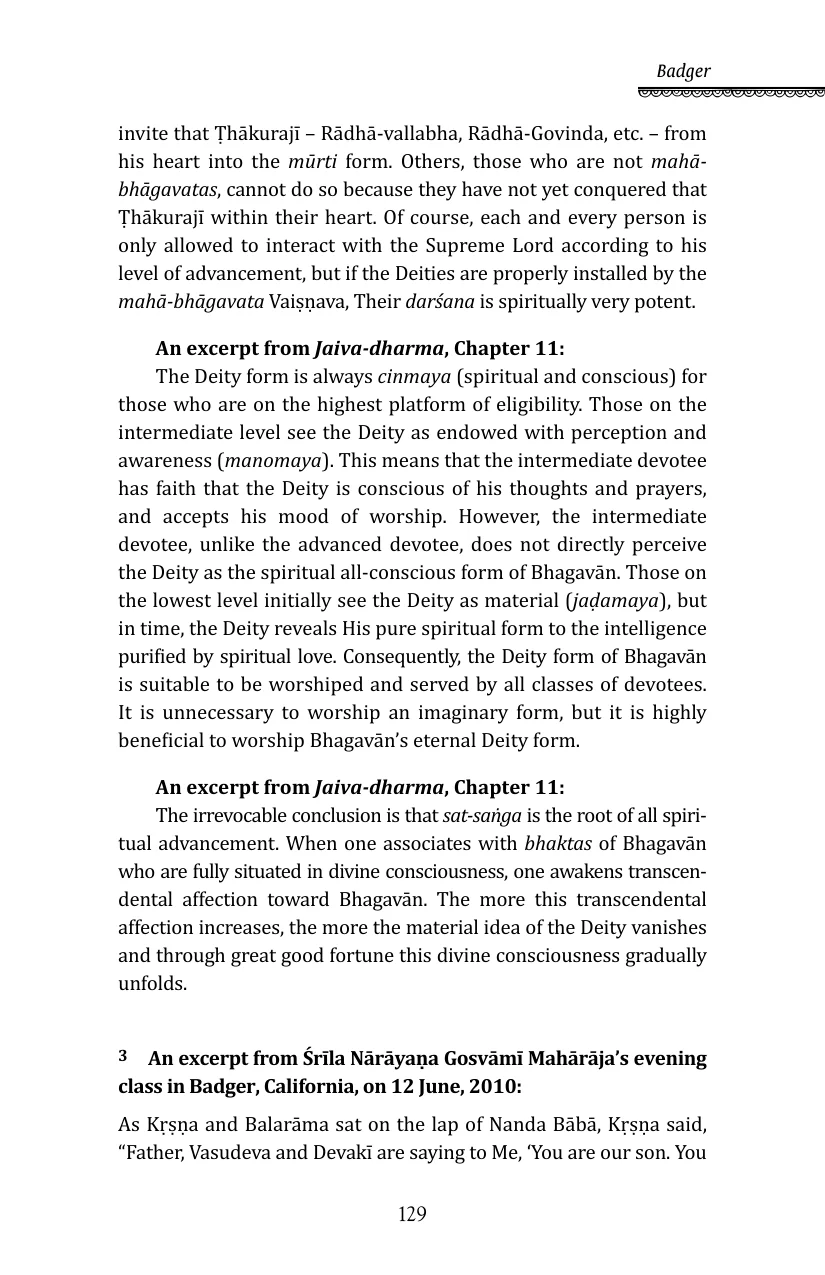 Badger
invite that Ṭhākurajī – Rādhā-vallabha, Rādhā-Govinda, etc. – from
his heart into the mūrti form. Others, those who are not mahā-
bhāgavatas, cannot do so because they have not yet conquered that
Ṭhākurajī within their heart. Of course, each and every person is
only allowed to interact with the Supreme Lord according to his
level of advancement, but if the Deities are properly installed by the
mahā-bhāgavata Vaiṣṇava, Their darśana is spiritually very potent.
An excerpt from Jaiva-dharma, Chapter 11:
The Deity form is always cinmaya (spiritual and conscious) for
those who are on the highest platform of eligibility. Those on the
intermediate level see the Deity as endowed with perception and
awareness (manomaya). This means that the intermediate devotee
has faith that the Deity is conscious of his thoughts and prayers,
and accepts his mood of worship. However, the intermediate
devotee, unlike the advanced devotee, does not directly perceive
the Deity as the spiritual all-conscious form of Bhagavān. Those on
the lowest level initially see the Deity as material (jaḍamaya), but
in time, the Deity reveals His pure spiritual form to the intelligence
purified by spiritual love. Consequently, the Deity form of Bhagavān
is suitable to be worshiped and served by all classes of devotees.
It is unnecessary to worship an imaginary form, but it is highly
beneficial to worship Bhagavān’s eternal Deity form.
An excerpt from Jaiva-dharma, Chapter 11:
The irrevocable conclusion is that sat-saṅga is the root of all spiri-
tual advancement. When one associates with bhaktas of Bhagavān
who are fully situated in divine consciousness, one awakens transcen-
dental affection toward Bhagavān. The more this transcendental
affection increases, the more the material idea of the Deity vanishes
and through great good fortune this divine consciousness gradually
unfolds.
3 An excerpt from Śrīla Nārāyaṇa Gosvāmī Mahārāja’s evening
class in Badger, California, on 12 June, 2010:
As Kṛṣṇa and Balarāma sat on the lap of Nanda Bābā, Kṛṣṇa said,
“Father, Vasudeva and Devakī are saying to Me, ‘You are our son. You
129